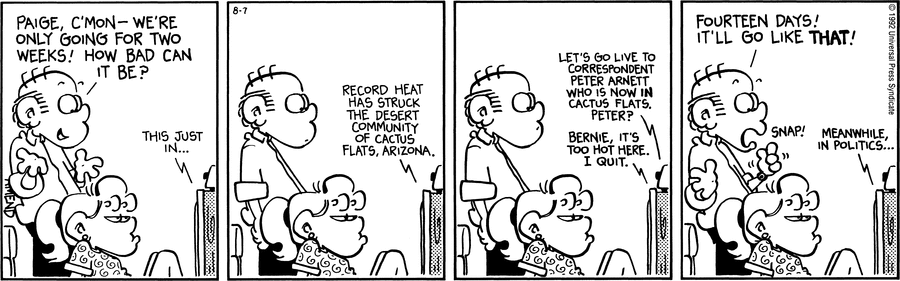 PAIGE, C'MON— WE'RE
ONLY GOING FOR TWO
WEEKS! HOW BAD CAN
IT BE?
THIS JUST
IN...
AMEND
8-7
RECORD HEAT
HAS STRUCK
THE DESERT
COMMUNITY
OF CACTUS
FLATS, ARIZONA.
LET'S GO LIVE TO
CORRESPONDENT
PETER ARNETT
WHO IS NOW IN
CACTUS FLATS.
PETER?
BERNIE, IT'S
TOO HOT HERE.
I QUIT.
FOURTEEN DAYS!
IT'LL GO LIKE THAT!
SNAP!
MEANWHILE,
IN POLITICS...
© 1992 Universal Press Syndicate